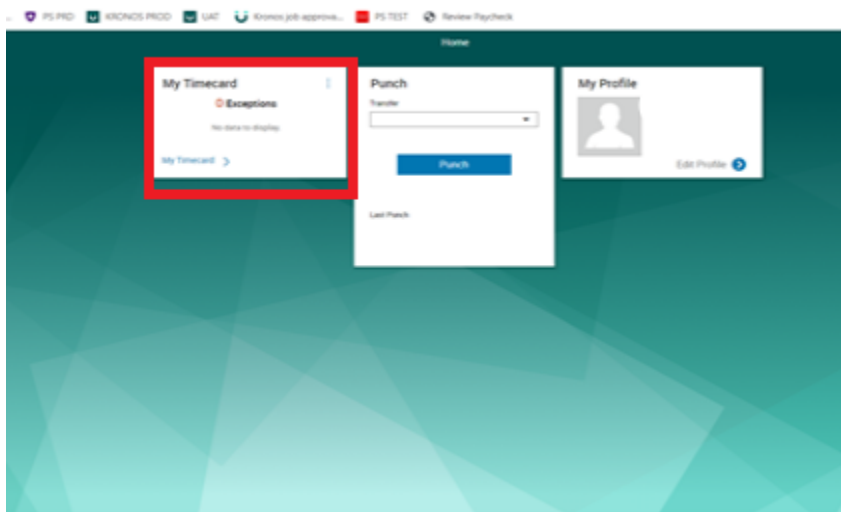 PS PRD KRONOS PROD UAT Kronos job approva... PS TEST Review Paycheck
Home
My Timecard
0 Exceptions
No data to display.
My Timecard
Punch
Transfer
Punch
Last Punch
My Profile
Edit Profile